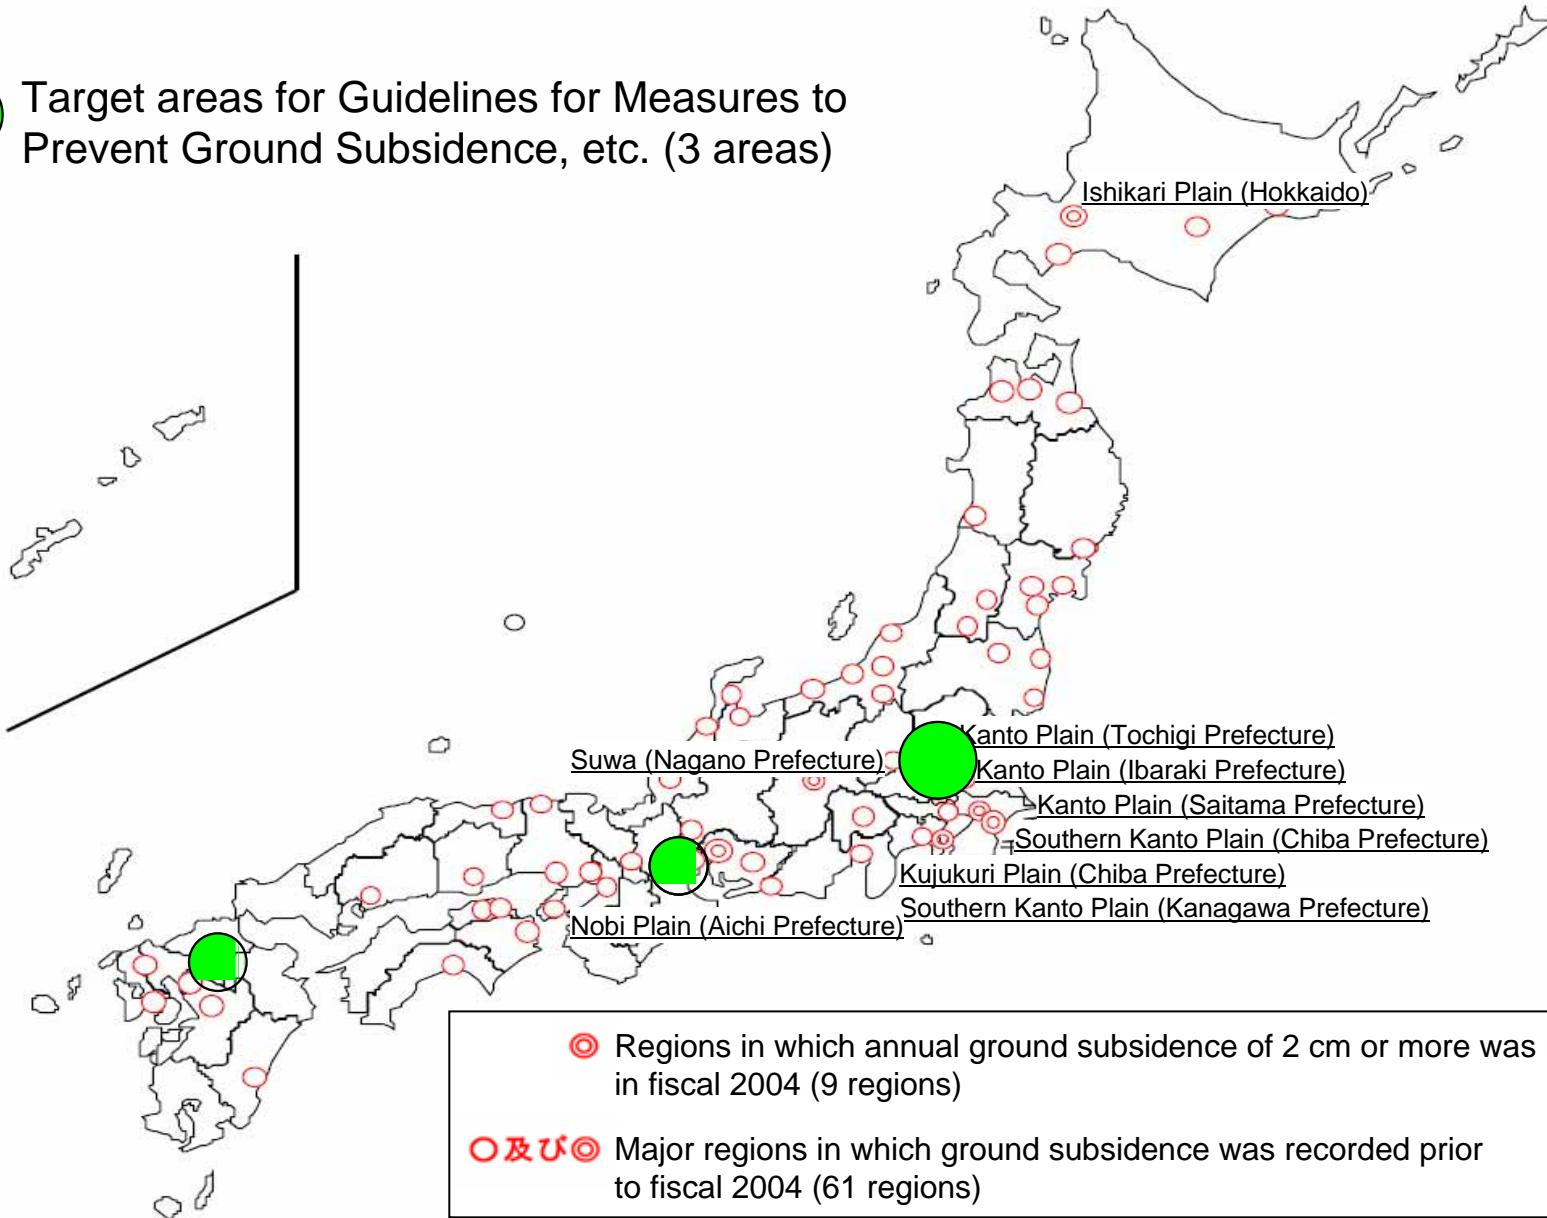 Target areas for Guidelines for Measures to
Prevent Ground Subsidence, etc. (3 areas)
Ishikari Plain (Hokkaido)
Kanto Plain (Tochigi Prefecture)
Suwa (Nagano Prefecture)
Kanto Plain (Ibaraki Prefecture)
Kanto Plain (Saitama Prefecture)
Southern Kanto Plain (Chiba Prefecture)
Kujukuri Plain (Chiba Prefecture)
Southern Kanto Plain (Kanagawa Prefecture)
Nobi Plain (Aichi Prefecture)
◎ Regions in which annual ground subsidence of 2 cm or more was
in fiscal 2004 (9 regions)
○及び◎ Major regions in which ground subsidence was recorded prior
to fiscal 2004 (61 regions)